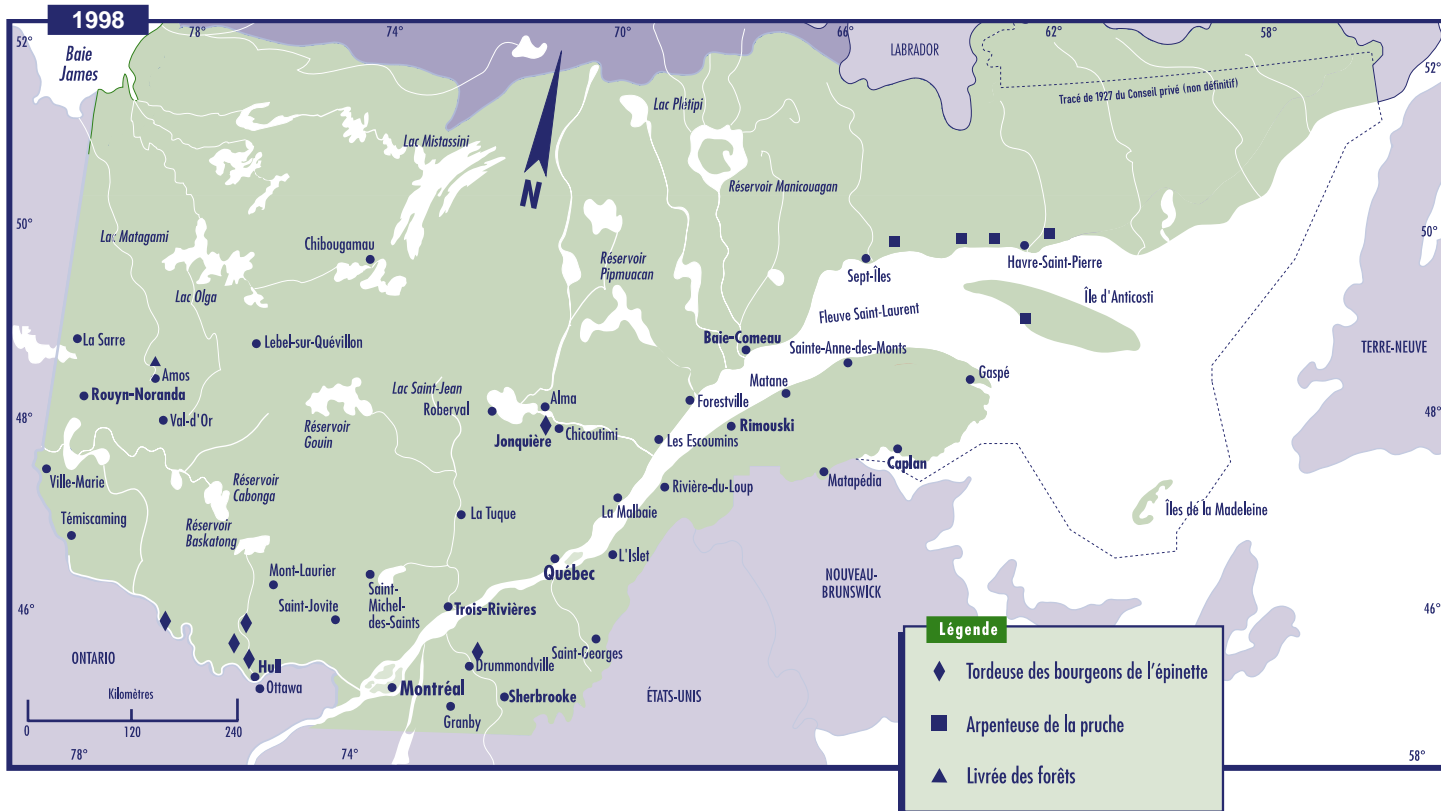 1998
52°
78°
74°
70°
66°
62°
58°
52°
Baie
James
LABRADOR
Tracé de 1927 du Conseil privé (non définitif)
Lac Plétipi
Lac Mistassini
N
Réservoir Manicouagan
50°
50°
Lac Matagami
Chibougamau
Réservoir
Pipmuacan
Sept-Îles
Havre-Saint-Pierre
Lac Olga
Île d'Anticosti
Fleuve Saint-Laurent
La Sarre
Lebel-sur-Quévillon
Baie-Comeau
Sainte-Anne-des-Monts
TERRE-NEUVE
Amos
Rouyn-Noranda
Lac Saint-Jean
Roberval
Alma
Matane
Gaspé
Forestville
48°
48°
Val-d'Or
Réservoir
Gouin
Jonquière
Chicoutimi
Les Escoumins
Rimouski
Caplan
Ville-Marie
Réservoir
Cabonga
Rivière-du-Loup
Matapédia
La Malbaie
Îles de la Madeleine
Témiscaming
Réservoir
Baskatong
La Tuque
L'Islet
Québec
Mont-Laurier
Saint-Jovite
Saint-
Michel-
des-Saints
NOUVEAU-
BRUNSWICK
46°
46°
Trois-Rivières
Saint-Georges
Drummondville
ONTARIO
Hull
Ottawa
Montréal
Sherbrooke
ÉTATS-UNIS
Granby
Kilomètres
0
120
240
78°
74°
58°
Légende
Tordeuse des bourgeons de l'épinette
Arpenteuse de la pruche
Livrée des forêts